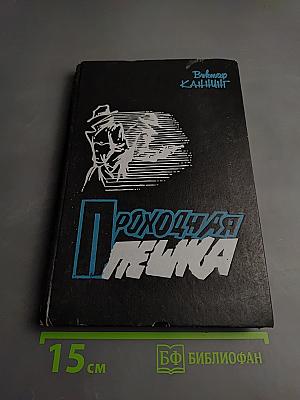 Виктор
КАННИНГ
ПРОХОДНАЯ
ПЕШКА
15 см
БФ БИБЛИОФАН